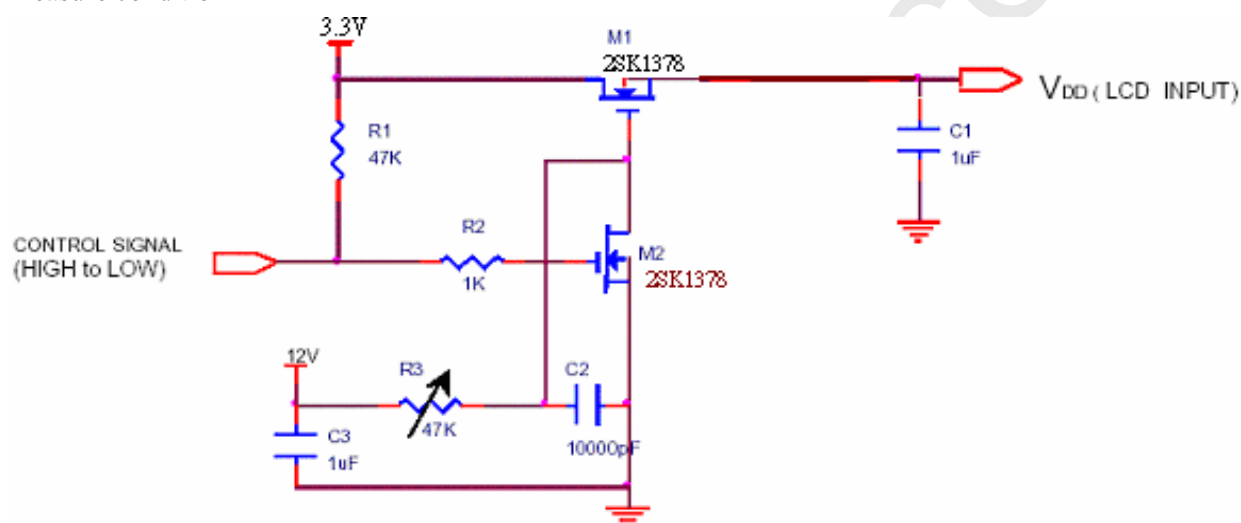 3.3V
M1
2SK1378
VDD ( LCD INPUT)
R1
47K
C1
1uF
R2
1K
CONTROL SIGNAL
(HIGH to LOW)
M2
2SK1378
12V
R3
47K
C2
10000pF
C3
1uF